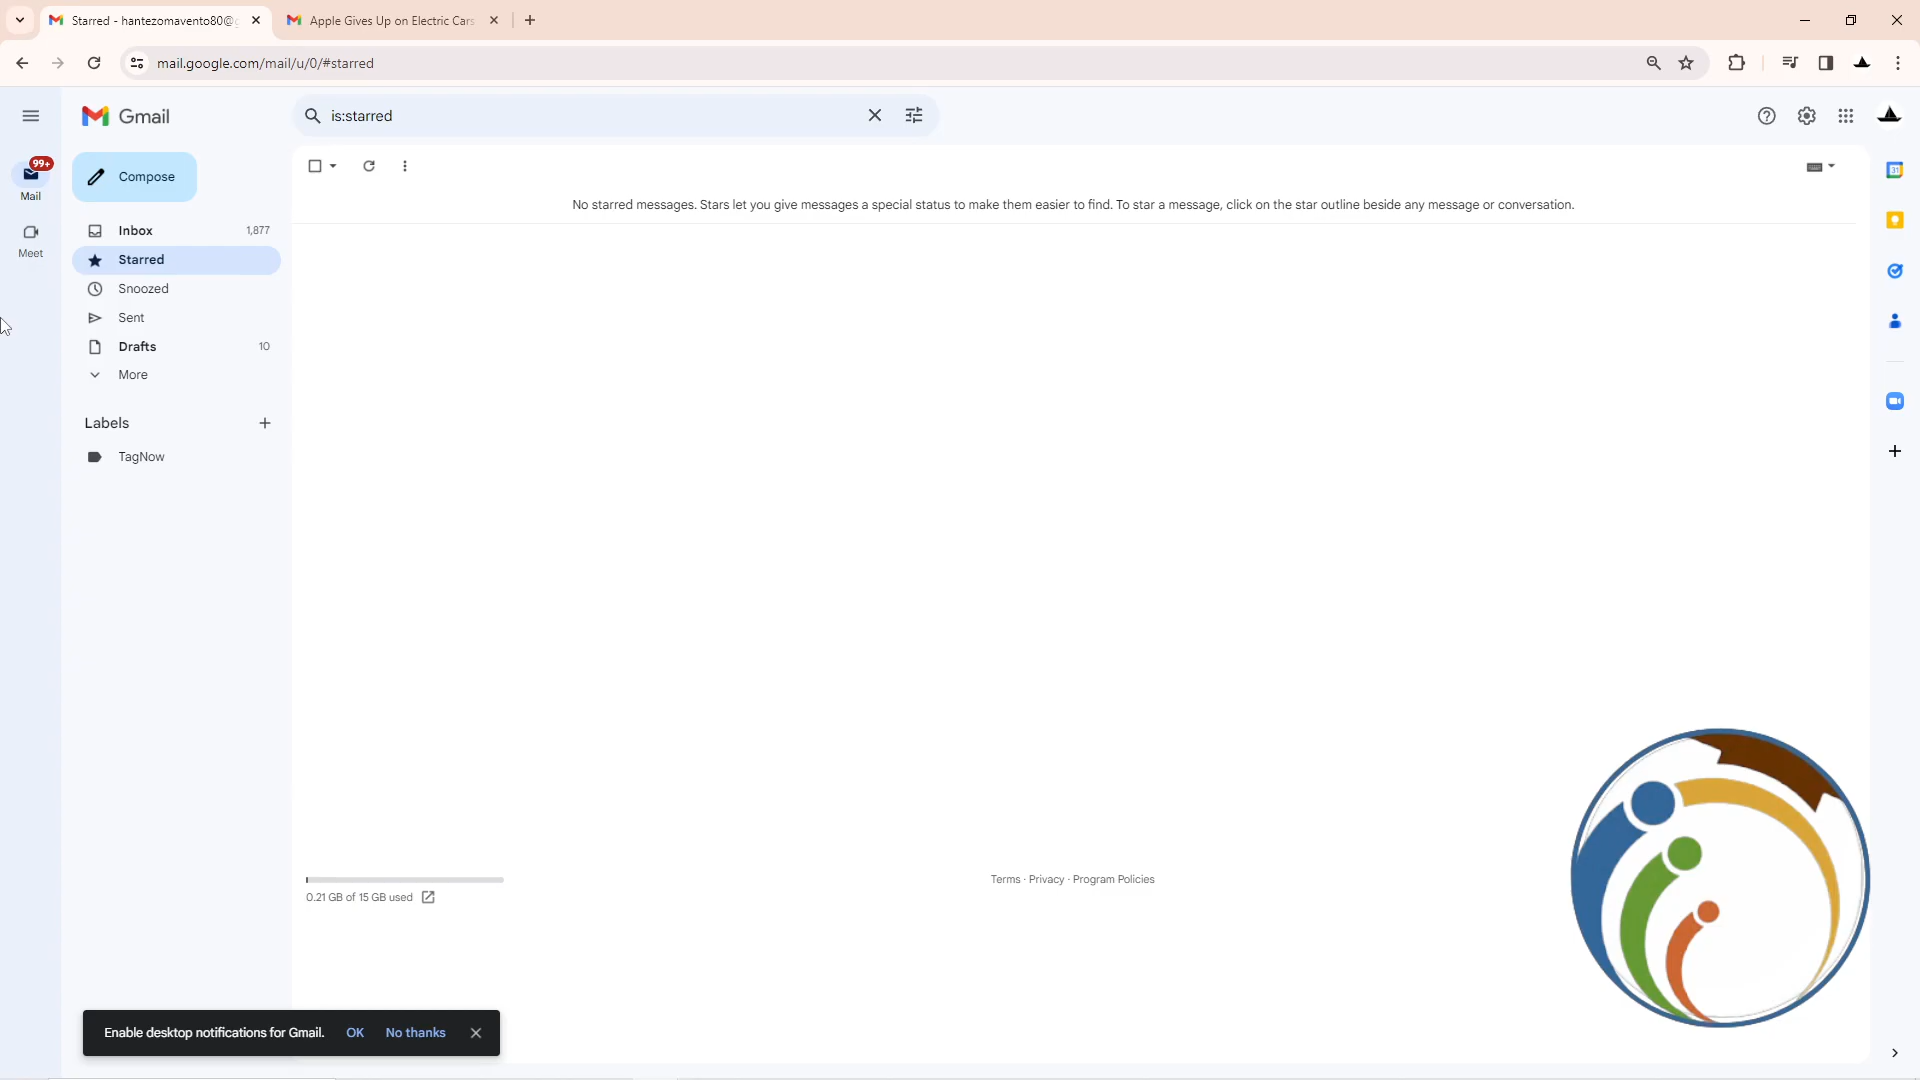 Starred - hantezomavento80@g
Apple Gives Up on Electric Cars
mail.google.com/mail/u/0/#starred
Gmail
is:starred
99+
Mail
Compose
Meet
No starred messages. Stars let you give messages a special status to make them easier to find. To star a message, click on the star outline beside any message or conversation.
Inbox 1,877
Starred
Snoozed
Sent
Drafts 10
More
Labels
TagNow
31
Terms · Privacy · Program Policies
0.21 GB of 15 GB used
Enable desktop notifications for Gmail. OK No thanks